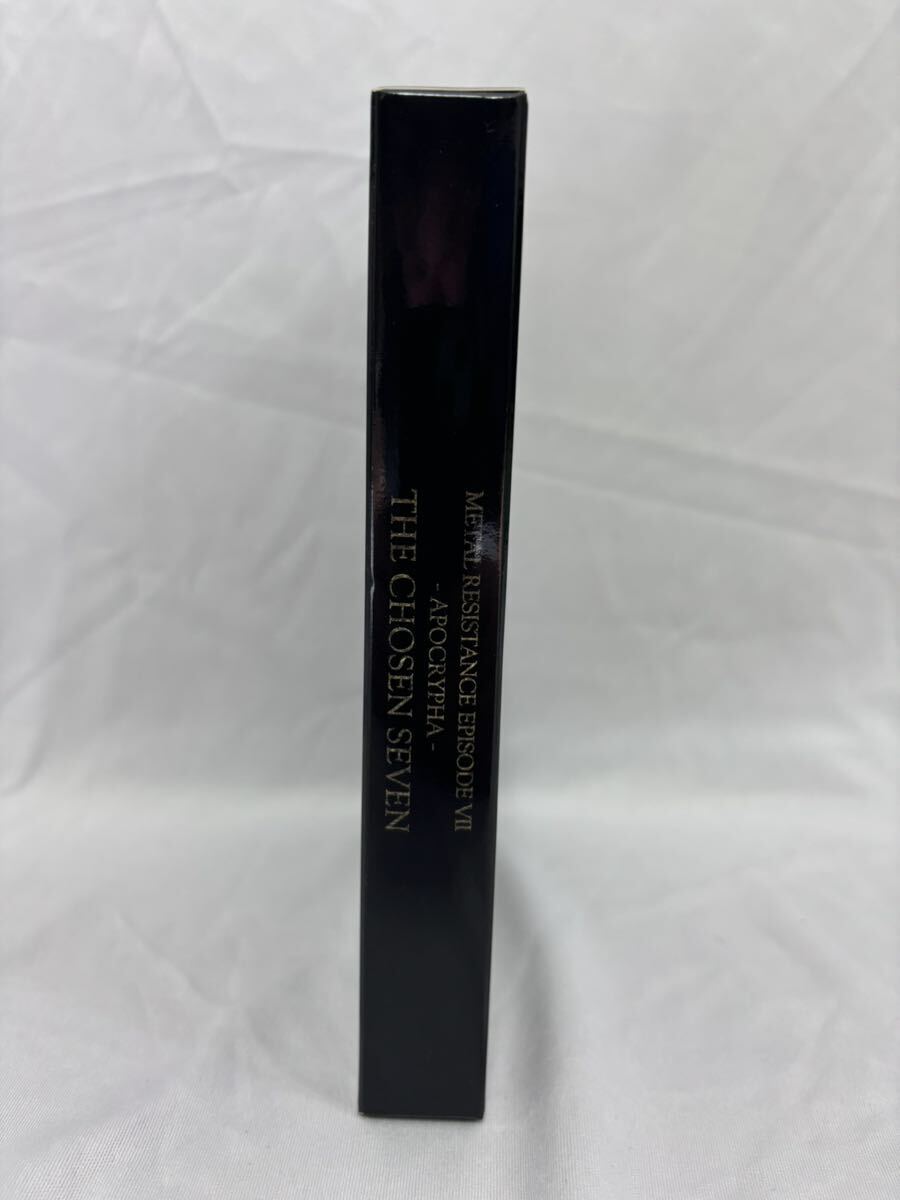 METAL RESISTANCE EPISODE VII
- APOCRYPHA -
THE CHOSEN SEVEN